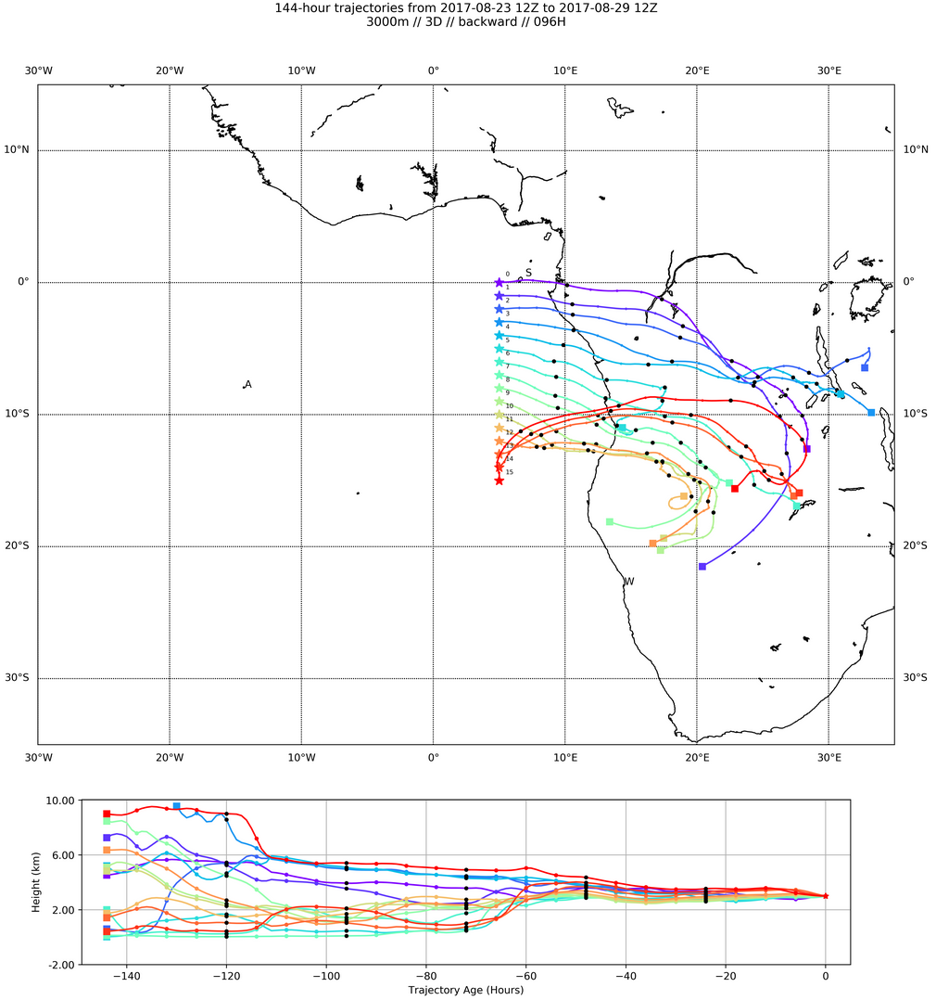 144-hour trajectories from 2017-08-23 12Z to 2017-08-29 12Z
3000m // 3D // backward // 096H
30°W 20°W 10°W 0° 10°E 20°E 30°E
10°N 10°N
S
0
0° 0°
1
2
3
4
5
6
7
A
8
9
10°S 10°S
10
11
12
13
14
15
20°S 20°S
W
30°S 30°S
30°W 20°W 10°W 0° 10°E 20°E 30°E
10.00
6.00
2.00
-2.00
Height (km)
−140 −120 −100 −80 −60 −40 −20 0
Trajectory Age (Hours)